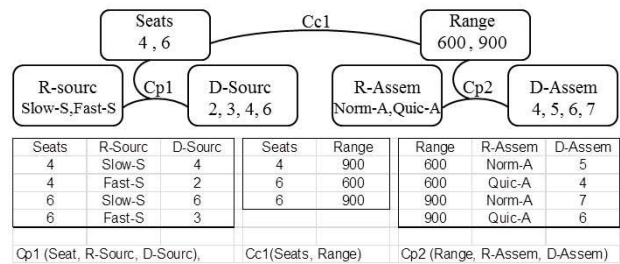 Seats
4 , 6
Cc1
Range
600 , 900
R-sourc
Slow-S,Fast-S
Cp1
D-Sourc
2, 3, 4, 6
R-Assem
Norm-A,Quic-A
Cp2
D-Assem
4, 5, 6, 7
Seats R-Sourc D-Sourc
4 Slow-S 4
4 Fast-S 2
6 Slow-S 6
6 Fast-S 3
Seats Range
4 900
6 600
6 900
Range R-Assem D-Assem
600 Norm-A 5
600 Quic-A 4
900 Norm-A 7
900 Quic-A 6
Cp1 (Seat, R-Sourc, D-Sourc),
Cc1(Seats, Range)
Cp2 (Range, R-Assem, D-Assem)